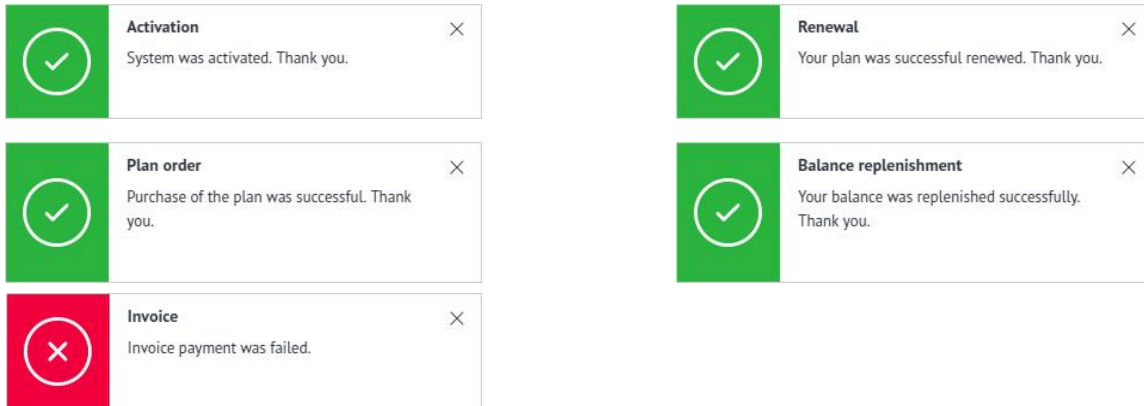 Activation
System was activated. Thank you.
Renewal
Your plan was successful renewed. Thank you.
Plan order
Purchase of the plan was successful. Thank
you.
Balance replenishment
Your balance was replenished successfully.
Thank you.
Invoice
Invoice payment was failed.